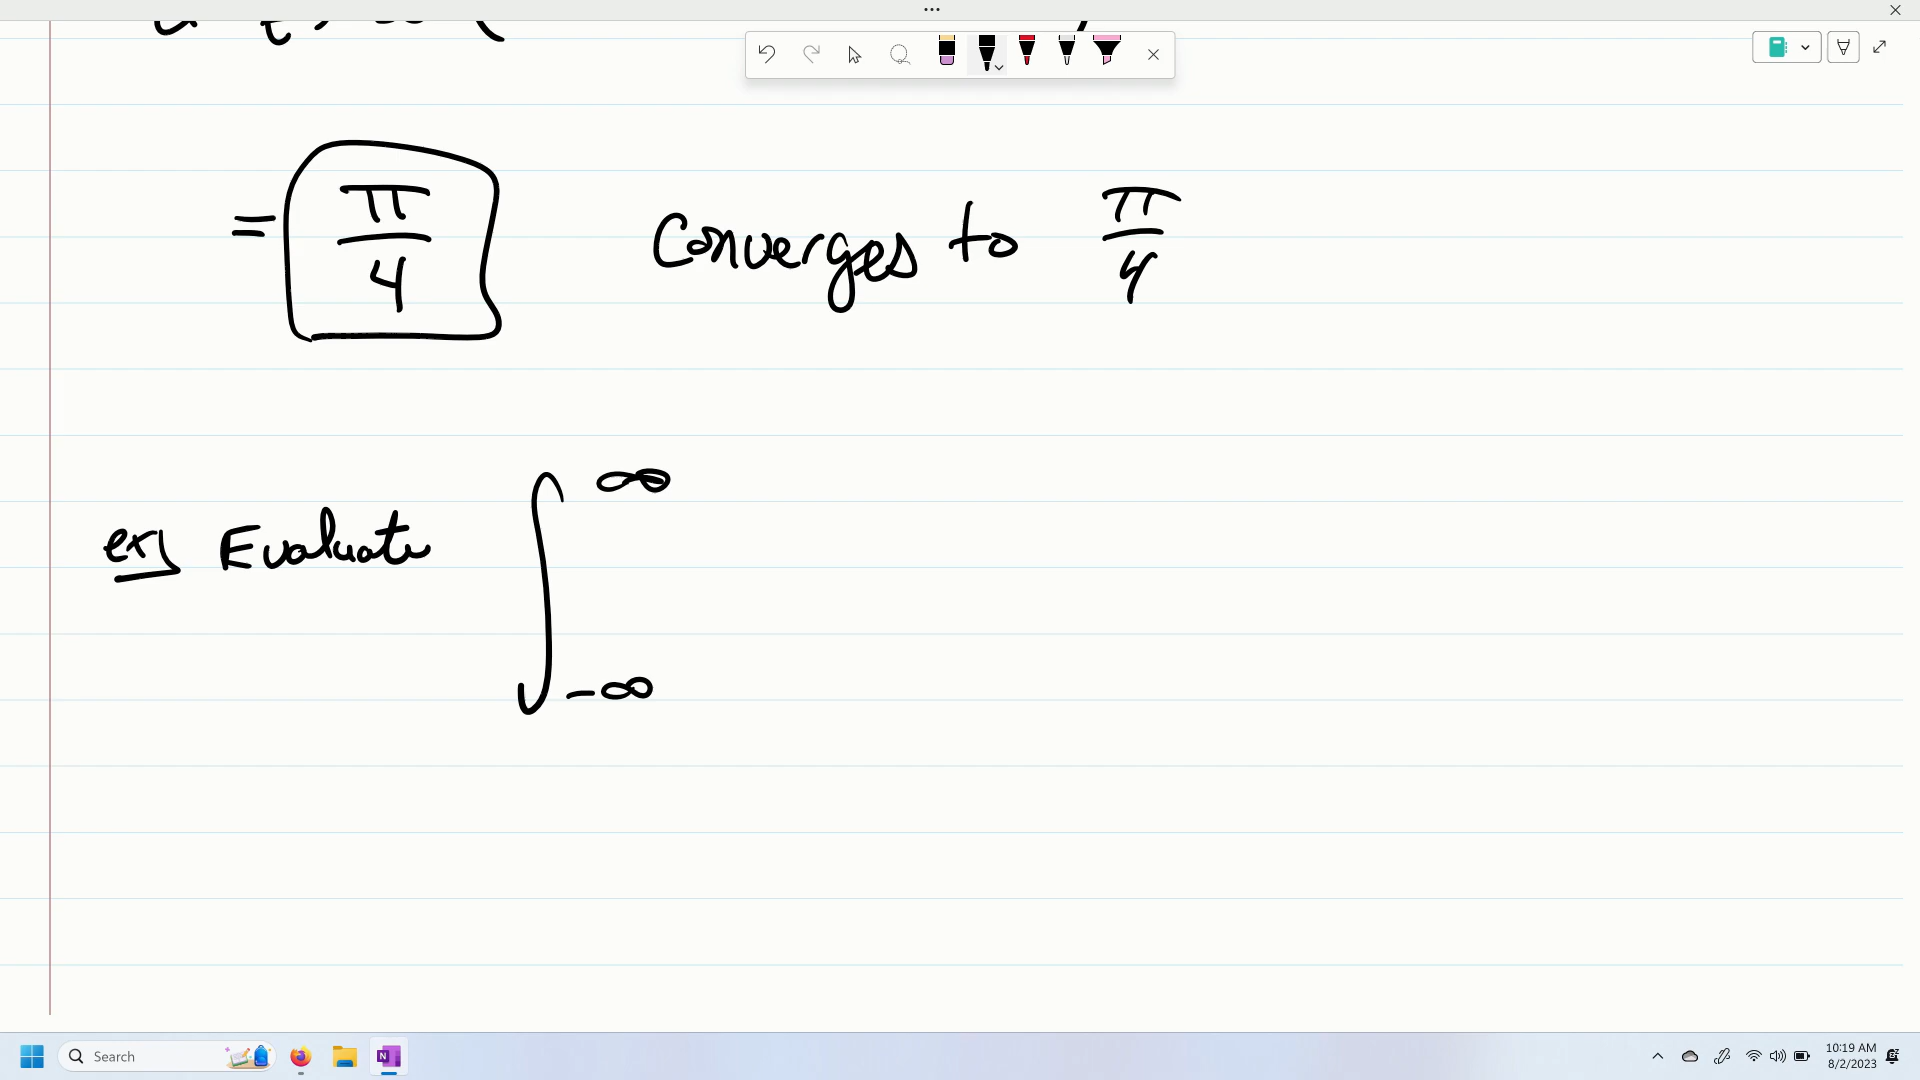 = π/4 Converges to π/4
ex) Evaluate ∫_{-∞}^{∞}
Search
10:19 AM
8/2/2023